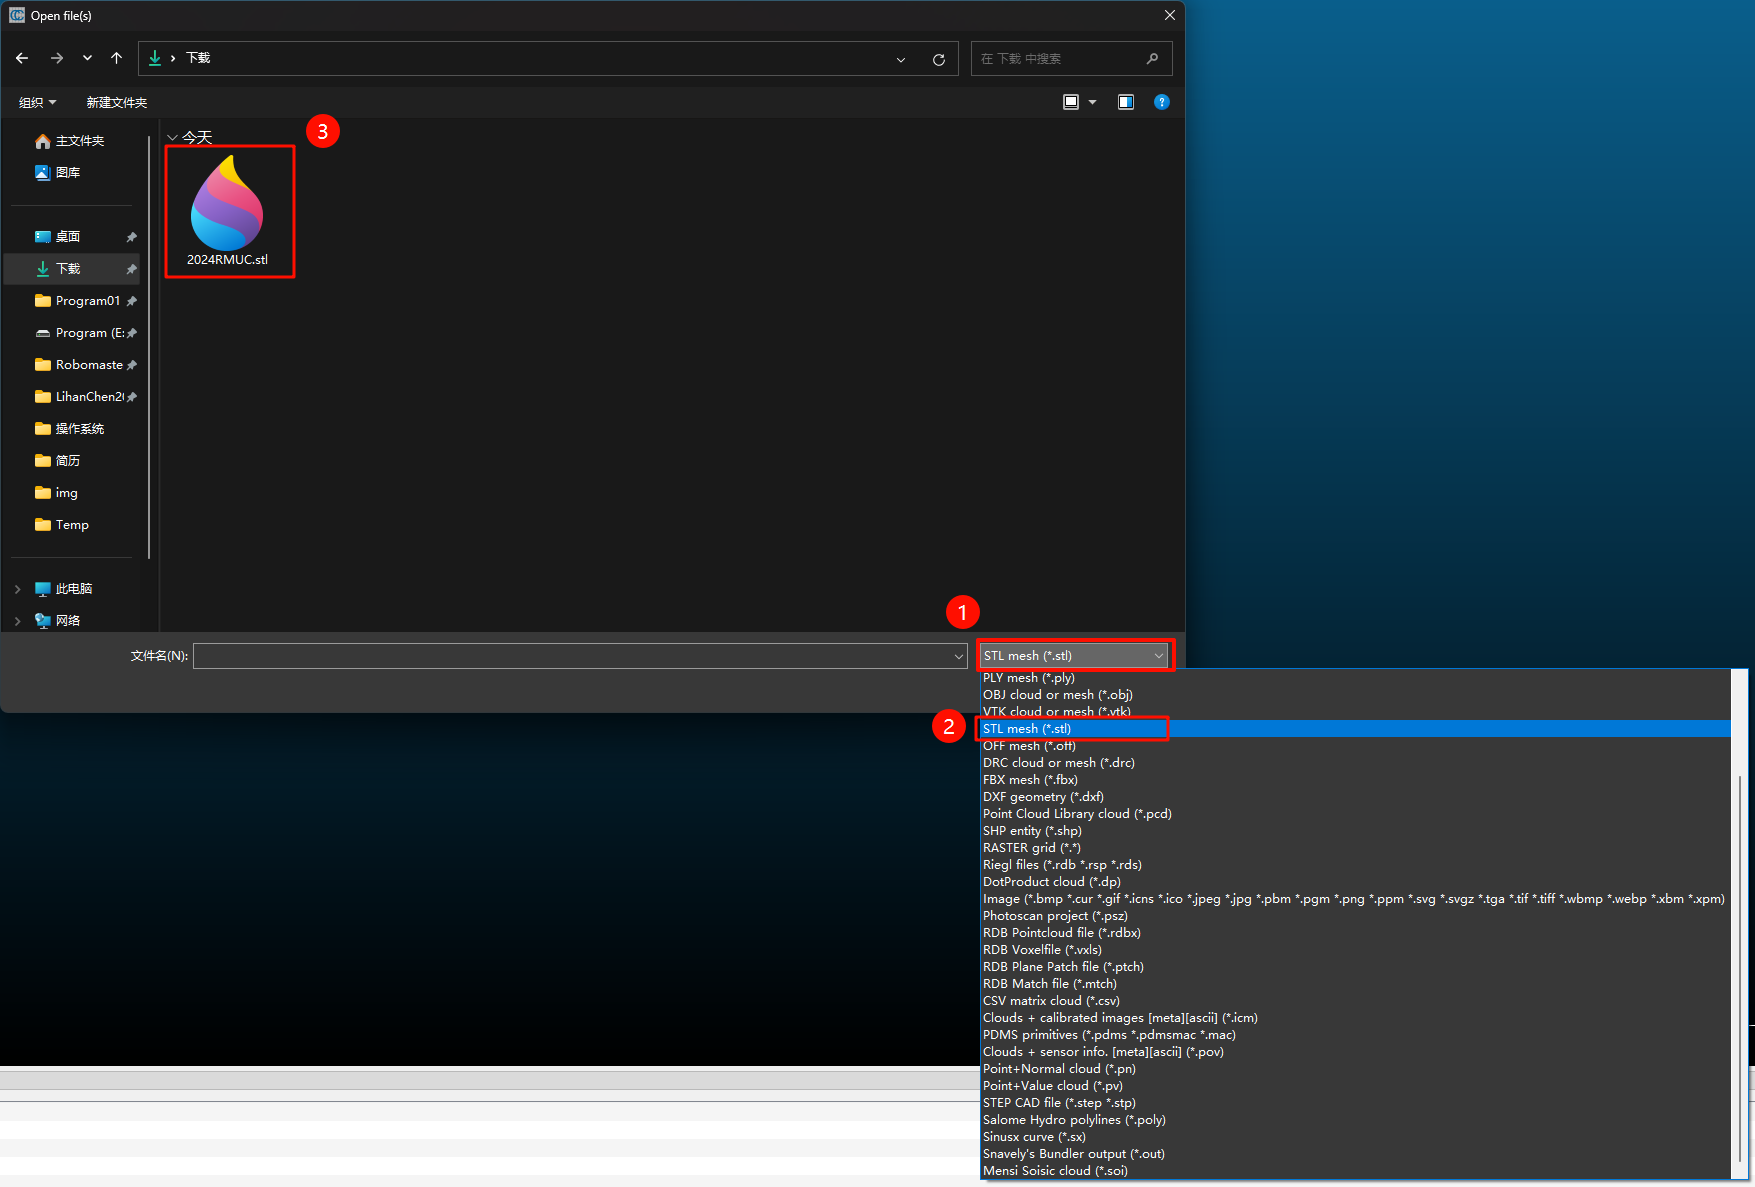 Open file(s)
下载
在 下载 中搜索
组织
新建文件夹
主文件夹
图库
桌面
下载
Program01
Program (E:
Robomaste
LihanChen2(
操作系统
简历
img
Temp
此电脑
网络
今天
3
2024RMUC.stl
1
文件名(N):
STL mesh (*.stl)
2
PLY mesh (*.ply)
OBJ cloud or mesh (*.obj)
VTK cloud or mesh (*.vtk)
STL mesh (*.stl)
OFF mesh (*.off)
DRC cloud or mesh (*.drc)
FBX mesh (*.fbx)
DXF geometry (*.dxf)
Point Cloud Library cloud (*.pcd)
SHP entity (*.shp)
RASTER grid (*.*)
Riegl files (*.rdb *.rsp *.rds)
DotProduct cloud (*.dp)
Image (*.bmp *.cur *.gif *.icns *.ico *.jpeg *.jpg *.pbm *.pgm *.png *.ppm *.svg *.svgz *.tga *.tif *.tiff *.wbmp *.webp *.xbm *.xpm)
Photoscan project (*.psz)
RDB Pointcloud file (*.rdbx)
RDB Voxelfile (*.vxls)
RDB Plane Patch file (*.ptch)
RDB Match file (*.mtch)
CSV matrix cloud (*.csv)
Clouds + calibrated images [meta][ascii] (*.icm)
PDMS primitives (*.pdms *.pdmsmac *.mac)
Clouds + sensor info. [meta][ascii] (*.pov)
Point+Normal cloud (*.pn)
Point+Value cloud (*.pv)
STEP CAD file (*.step *.stp)
Salome Hydro polylines (*.poly)
Sinusx curve (*.sx)
Snavely's Bundler output (*.out)
Mensi Soisic cloud (*.soi)